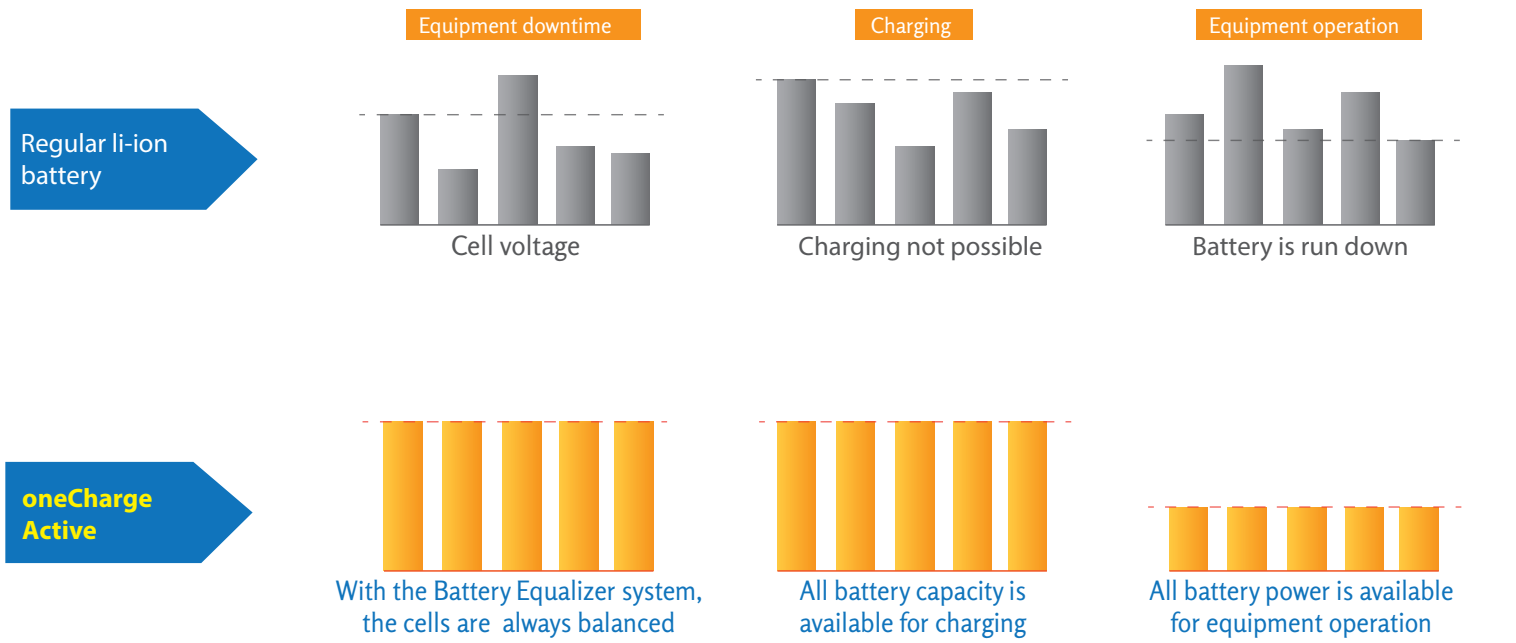 Equipment downtime
Charging
Equipment operation
Regular li-ion
battery
Cell voltage
Charging not possible
Battery is run down
oneCharge
Active
With the Battery Equalizer system,
the cells are always balanced
All battery capacity is
available for charging
All battery power is available
for equipment operation